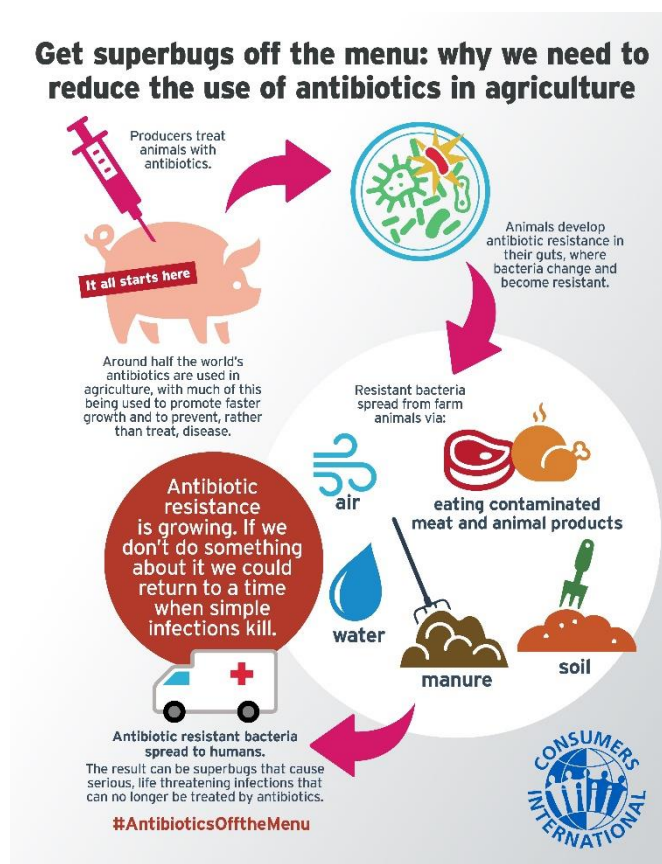 Get superbugs off the menu: why we need to
reduce the use of antibiotics in agriculture
Producers treat
animals with
antibiotics.
It all starts here
Animals develop
antibiotic resistance in
their guts, where
bacteria change and
become resistant.
Around half the world's
antibiotics are used in
agriculture, with much of this
being used to promote faster
growth and to prevent, rather
than treat, disease.
Resistant bacteria
spread from farm
animals via:
air
eating contaminated
meat and animal products
water
manure
soil
Antibiotic
resistance
is growing. If we
don't do something
about it we could
return to a time
when simple
infections kill.
Antibiotic resistant bacteria
spread to humans.
The result can be superbugs that cause
serious, life threatening infections that
can no longer be treated by antibiotics.
#AntibioticsOfftheMenu
CONSUMERS
INTERNATIONAL